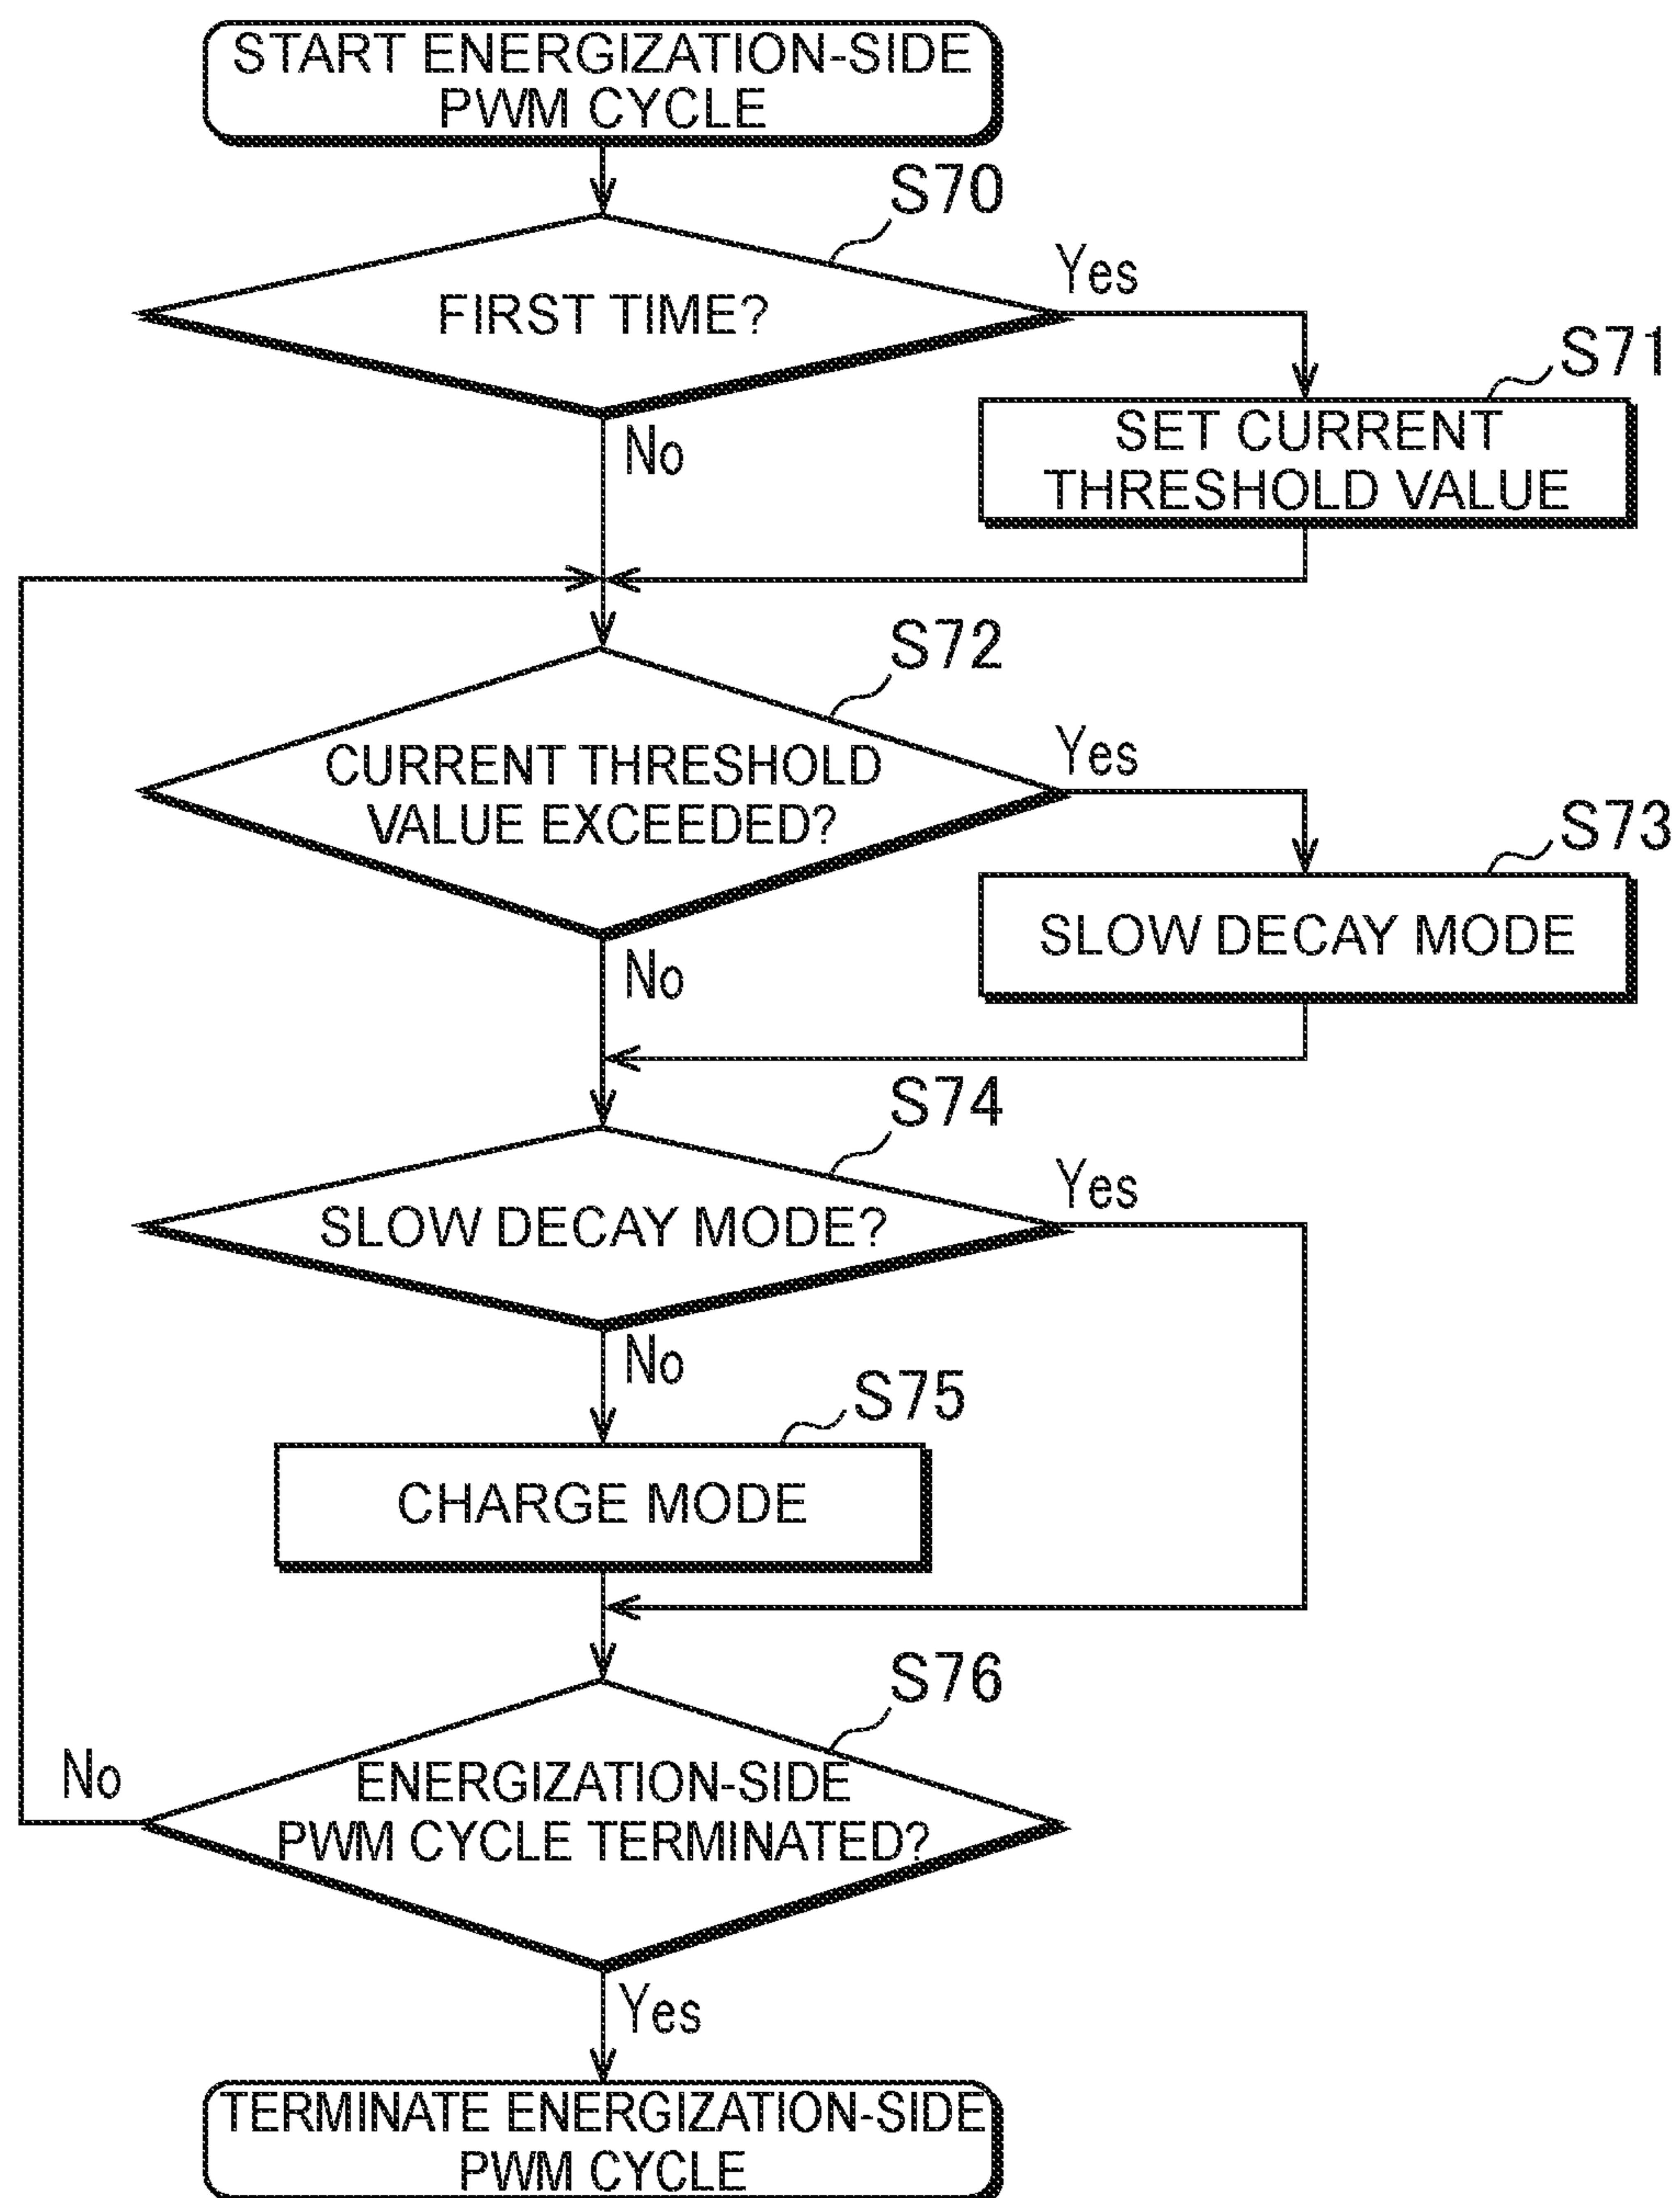 START ENERGIZATION-SIDE
PWM CYCLE
S70
FIRST TIME?
Yes
No
S71
SET CURRENT
THRESHOLD VALUE
S72
CURRENT THRESHOLD
VALUE EXCEEDED?
Yes
No
S73
SLOW DECAY MODE
S74
SLOW DECAY MODE?
Yes
No
S75
CHARGE MODE
S76
ENERGIZATION-SIDE
PWM CYCLE TERMINATED?
No
Yes
TERMINATE ENERGIZATION-SIDE
PWM CYCLE